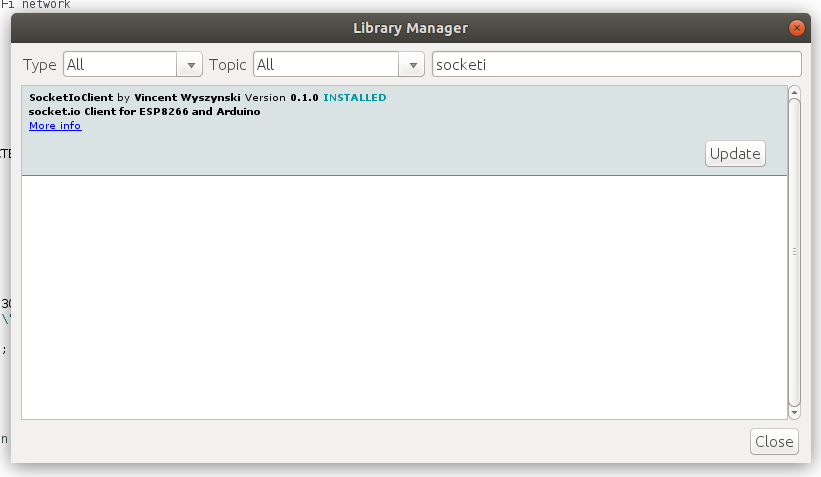 Fi network
Library Manager
Type All Topic All socketi
SocketIoClient by Vincent Wyszynski Version 0.1.0 INSTALLED
socket.io Client for ESP8266 and Arduino
More info
Update
30
\"
;
n
Close